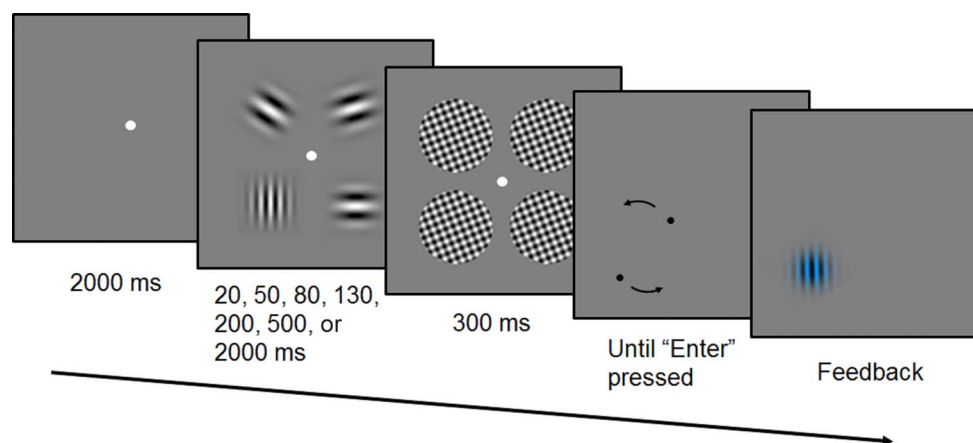 2000 ms
20, 50, 80, 130,
200, 500, or
2000 ms
300 ms
Until “Enter”
pressed
Feedback